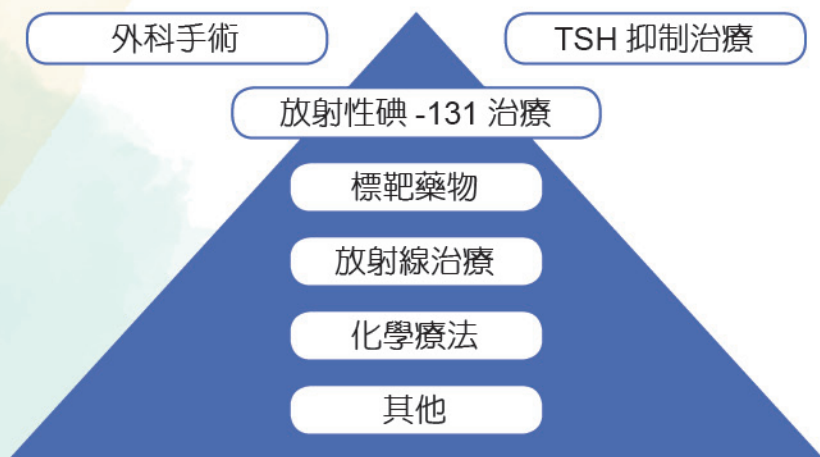 外科手術
TSH 抑制治療
放射性碘 -131 治療
標靶藥物
放射線治療
化學療法
其他